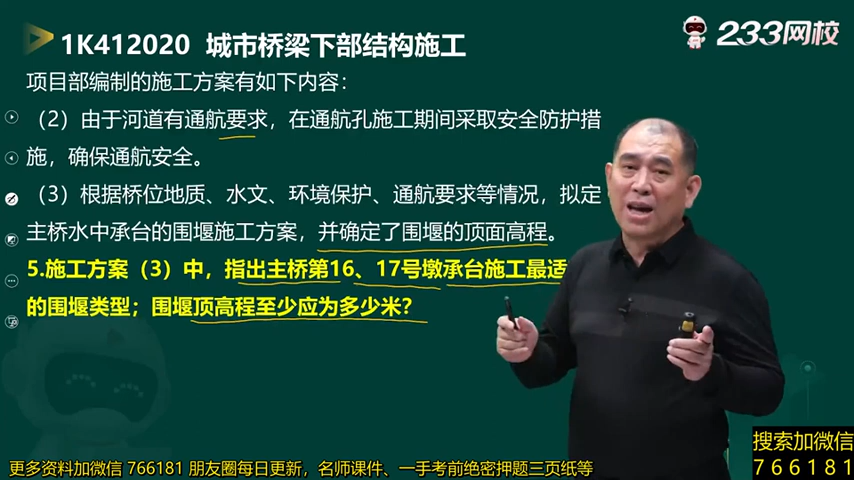 1K412020 城市桥梁下部结构施工
233网校
项目部编制的施工方案有如下内容：
（2）由于河道有通航要求，在通航孔施工期间采取安全防护措
施，确保通航安全。
（3）根据桥位地质、水文、环境保护、通航要求等情况，拟定
主桥水中承台的围堰施工方案，并确定了围堰的顶面高程。
5.施工方案（3）中，指出主桥第16、17号墩承台施工最适
的围堰类型；围堰顶高程至少应为多少米？
搜索加微信
766181
更多资料加微信 766181 朋友圈每日更新，名师课件、一手考前绝密押题三页纸等